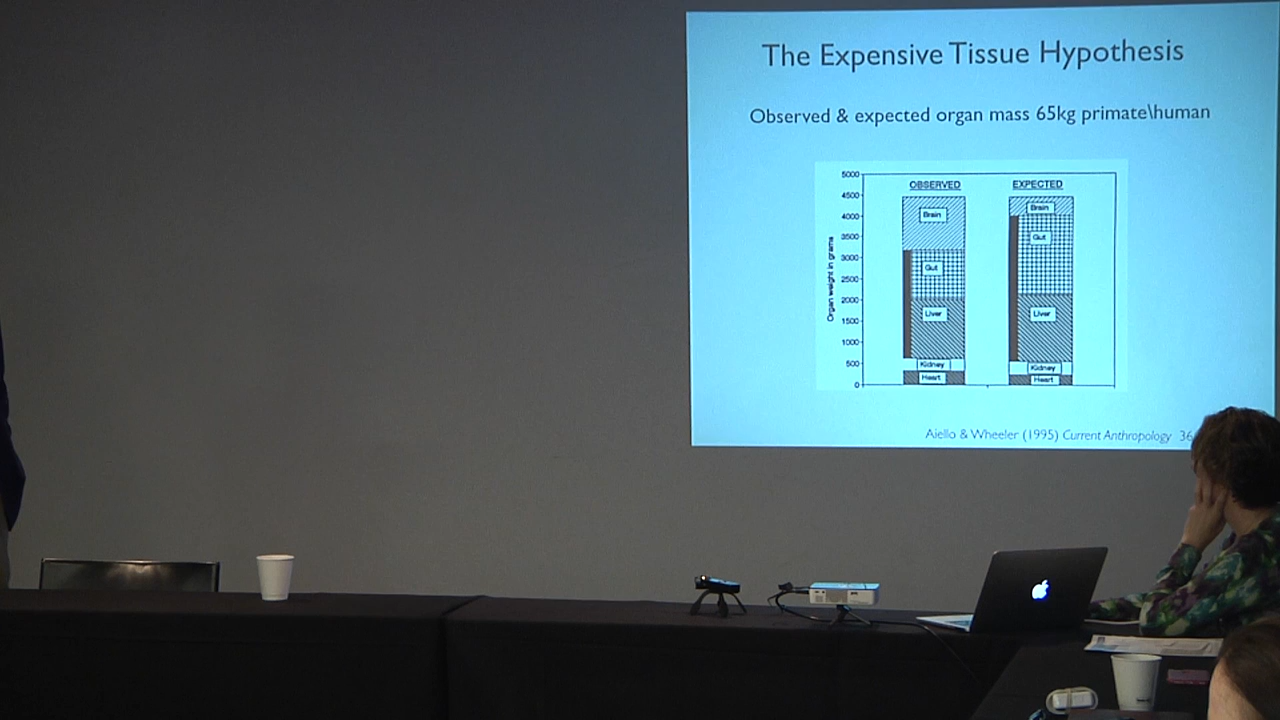 The Expensive Tissue Hypothesis
Observed & expected organ mass 65kg primate\human
OBSERVED EXPECTED
5000
4500
4000
3500
3000
2500
2000
1500
1000
500
0
Organ weight in grams
Brain
Gut
Liver
Kidney
Heart
Brain
Gut
Liver
Kidney
Heart
Aiello & Wheeler (1995) Current Anthropology 36